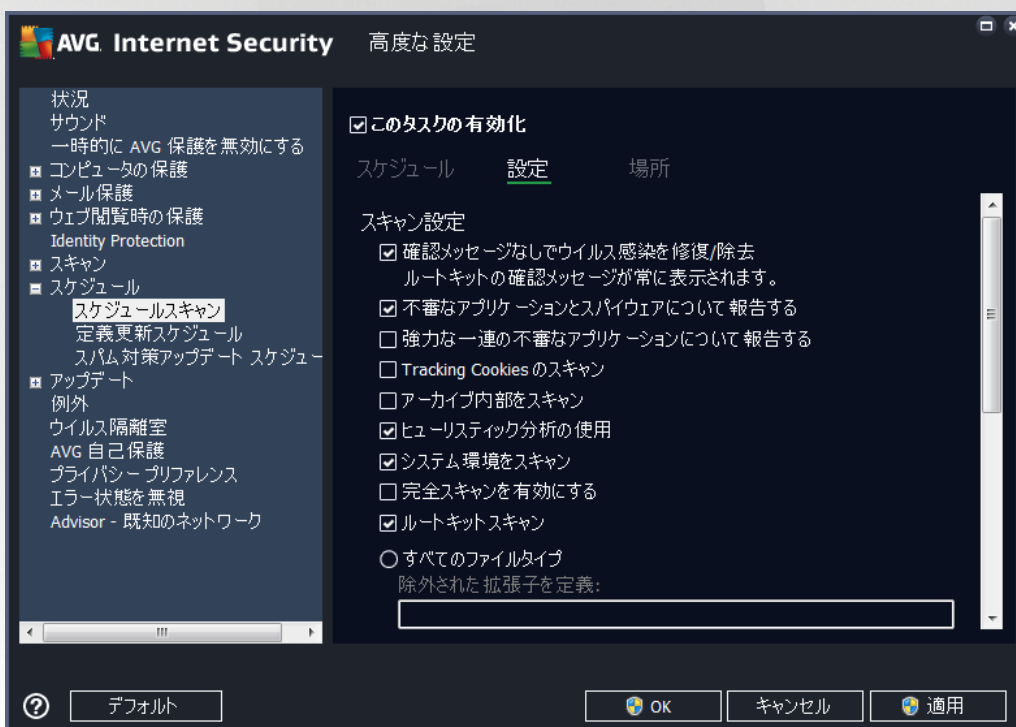 AVG. Internet Security 高度な設定
状況
サウンド
一時的に AVG 保護を無効にする
コンピュータの保護
メール保護
ウェブ閲覧時の保護
Identity Protection
スキャン
スケジュール
スケジュールスキャン
定義更新スケジュール
スパム対策アップデート スケジュー
アップデート
例外
ウイルス隔離室
AVG 自己保護
プライバシー プリファレンス
エラー状態を無視
Advisor - 既知のネットワーク
このタスクの有効化
スケジュール 設定 場所
スキャン設定
確認メッセージなしでウイルス感染を修復/除去
ルートキットの確認メッセージが常に表示されます。
不審なアプリケーションとスパイウェアについて報告する
強力な一連の不審なアプリケーションについて報告する
Tracking Cookies のスキャン
アーカイブ内部をスキャン
ヒューリスティック分析の使用
システム環境をスキャン
完全スキャンを有効にする
ルートキットスキャン
すべてのファイルタイプ
除外された拡張子を定義:
デフォルト OK キャンセル 適用